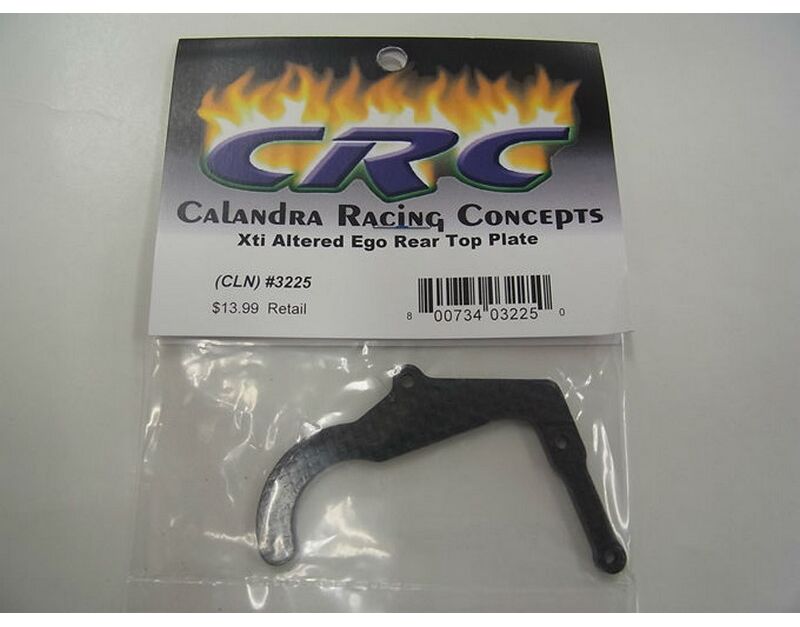 CRC
Calandra Racing Concepts
Xti Altered Ego Rear Top Plate
(CLN) #3225
$13.99 Retail
8 00734 03225 0